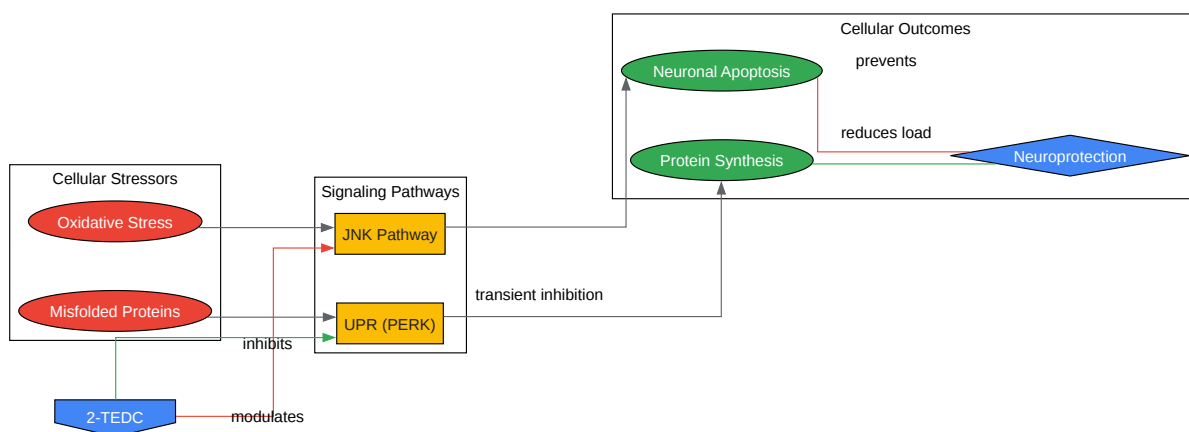 Cellular Outcomes
Neuronal Apoptosis
prevents
reduces load
Protein Synthesis
Neuroprotection
Cellular Stressors
Signaling Pathways
Oxidative Stress
JNK Pathway
transient inhibition
Misfolded Proteins
UPR (PERK)
inhibits
2-TEDC
modulates